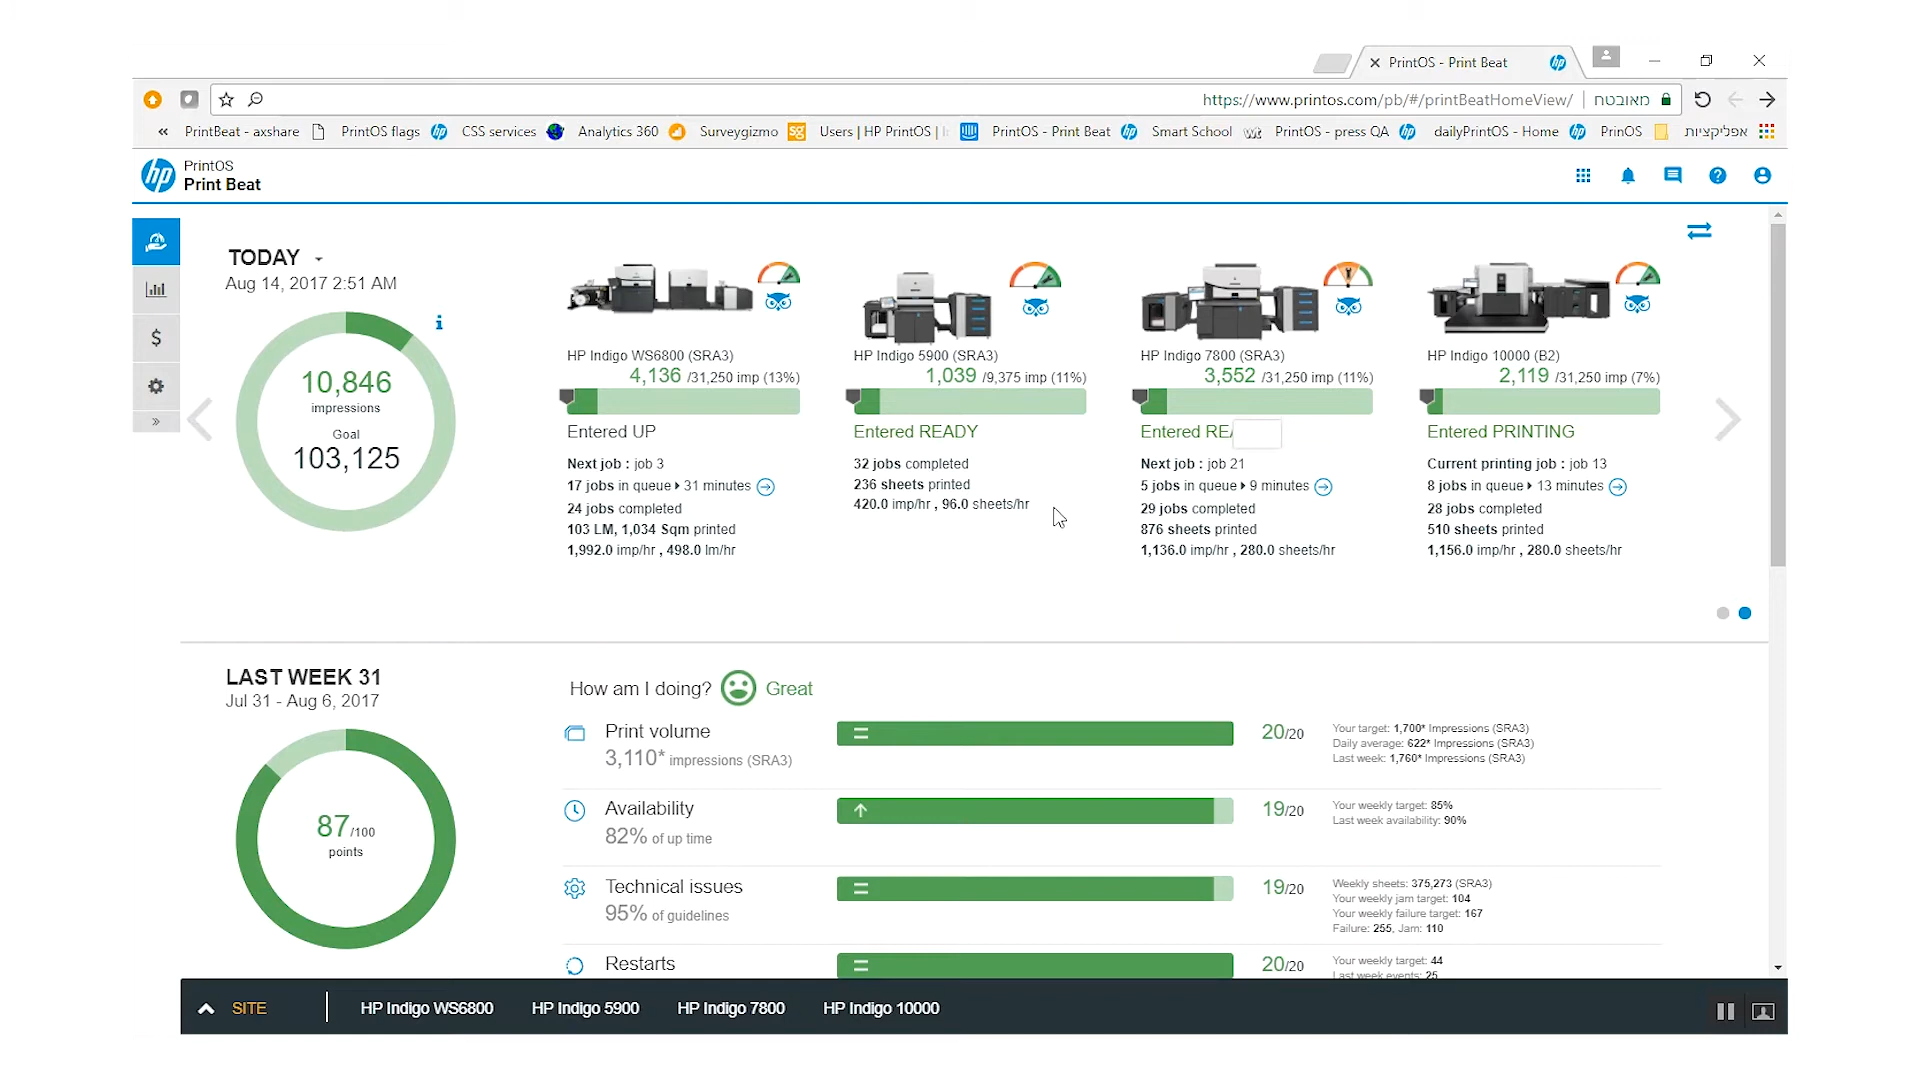 PrintOS - Print Beat
https://www.printos.com/pb/#/printBeatHomeView/ | מאובטח
« PrintBeat - axshare PrintOS flags CSS services Analytics 360 Surveygizmo Users | HP PrintOS | PrintOS - Print Beat Smart School PrintOS - press QA dailyPrintOS - Home PrinOS אפליקציות
hp PrintOS
Print Beat
TODAY
Aug 14, 2017 2:51 AM
10,846
impressions
Goal
103,125
HP Indigo WS6800 (SRA3)
4,136 /31,250 imp (13%)
Entered UP
Next job : job 3
17 jobs in queue 31 minutes
24 jobs completed
103 LM, 1,034 Sqm printed
1,992.0 imp/hr , 498.0 lm/hr
HP Indigo 5900 (SRA3)
1,039 /9,375 imp (11%)
Entered READY
32 jobs completed
236 sheets printed
420.0 imp/hr , 96.0 sheets/hr
HP Indigo 7800 (SRA3)
3,552 /31,250 imp (11%)
Entered
Next job : job 21
5 jobs in queue 9 minutes
29 jobs completed
876 sheets printed
1,136.0 imp/hr , 280.0 sheets/hr
HP Indigo 10000 (B2)
2,119 /31,250 imp (7%)
Entered PRINTING
Current printing job : job 13
8 jobs in queue 13 minutes
28 jobs completed
510 sheets printed
1,156.0 imp/hr , 280.0 sheets/hr
LAST WEEK 31
Jul 31 - Aug 6, 2017
87/100
points
How am I doing? Great
Print volume
3,110* impressions (SRA3)
20/20
Your target: 1,700* Impressions (SRA3)
Daily average: 622* Impressions (SRA3)
Last week: 1,760* Impressions (SRA3)
Availability
82% of up time
19/20
Your weekly target: 85%
Last week availability: 90%
Technical issues
95% of guidelines
19/20
Weekly sheets: 375,273 (SRA3)
Your weekly jam target: 104
Your weekly failure target: 167
Failure: 255, Jam: 110
Restarts
20/20
Your weekly target: 44
Last week events: 25
SITE HP Indigo WS6800 HP Indigo 5900 HP Indigo 7800 HP Indigo 10000